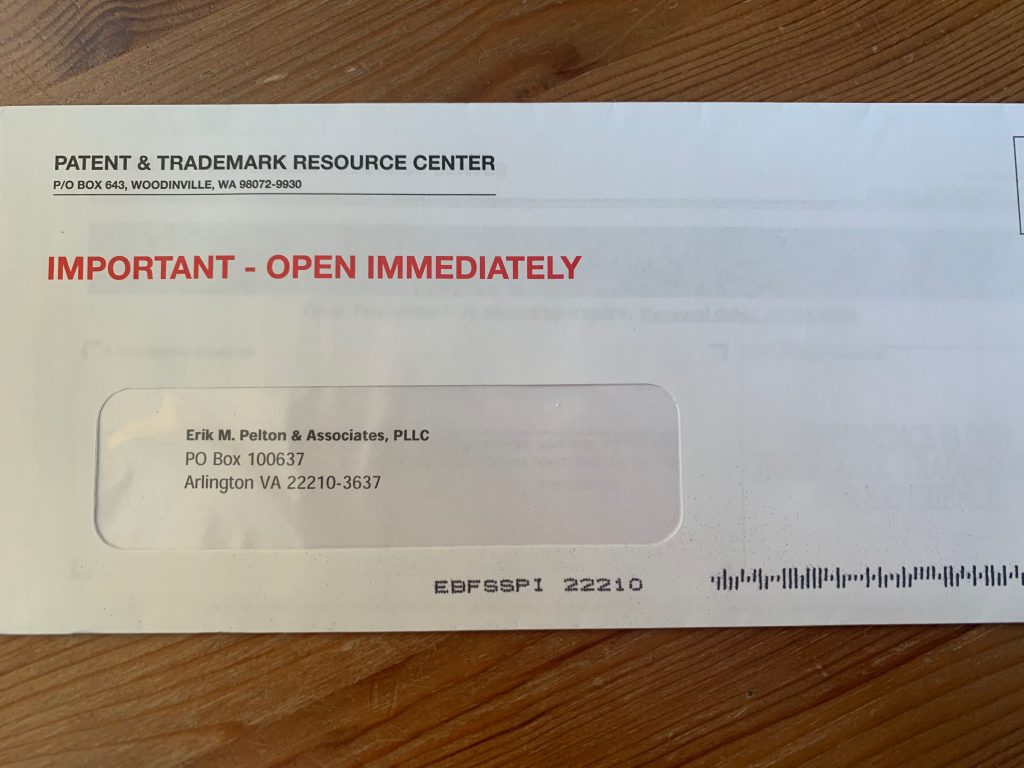 PATENT & TRADEMARK RESOURCE CENTER
P/O BOX 643, WOODINVILLE, WA 98072-9930
IMPORTANT - OPEN IMMEDIATELY
Erik M. Pelton & Associates, PLLC
PO Box 100637
Arlington VA 22210-3637
EBFSSPI 22210